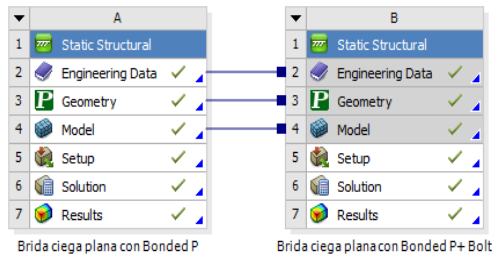 A
1 Static Structural
2 Engineering Data
3 P Geometry
4 Model
5 Setup
6 Solution
7 Results
Brida ciega plana con Bonded P
B
1 Static Structural
2 Engineering Data
3 P Geometry
4 Model
5 Setup
6 Solution
7 Results
Brida ciega plana con Bonded P+ Bolt